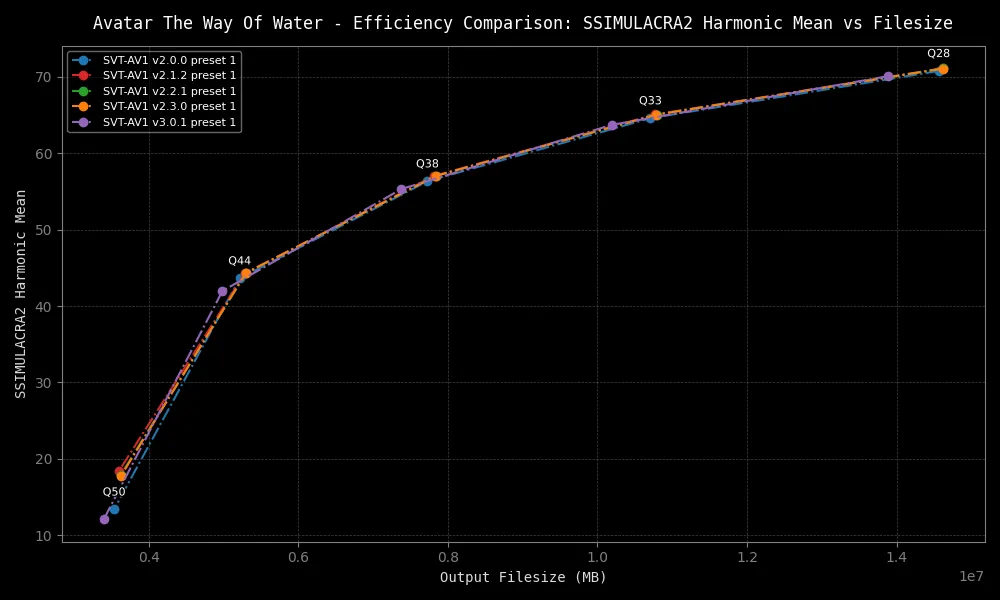 Avatar The Way Of Water - Efficiency Comparison: SSIMULACRA2 Harmonic Mean vs Filesize
SVT-AV1 v2.0.0 preset 1
SVT-AV1 v2.1.2 preset 1
SVT-AV1 v2.2.1 preset 1
SVT-AV1 v2.3.0 preset 1
SVT-AV1 v3.0.1 preset 1
Q28
Q33
Q38
Q44
Q50
SSIMULACRA2 Harmonic Mean
70
60
50
40
30
20
10
0.4 0.6 0.8 1.0 1.2 1.4
1e7
Output Filesize (MB)